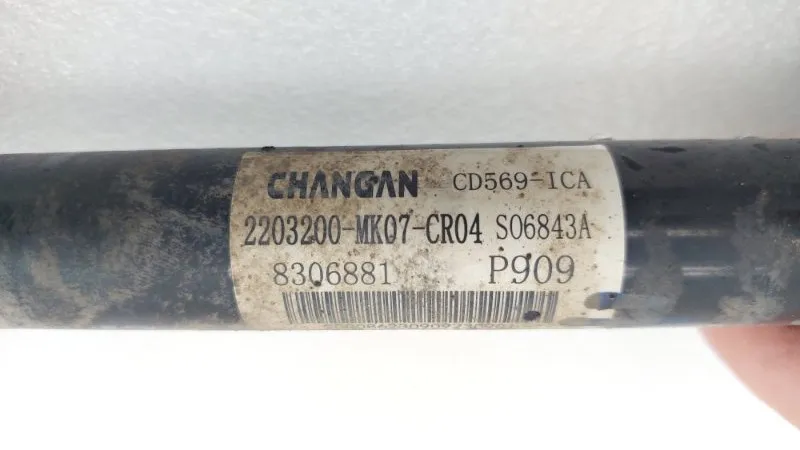 CHANGAN CD569-ICA
2203200-MK07-CR04 S06843A
8306881 P909